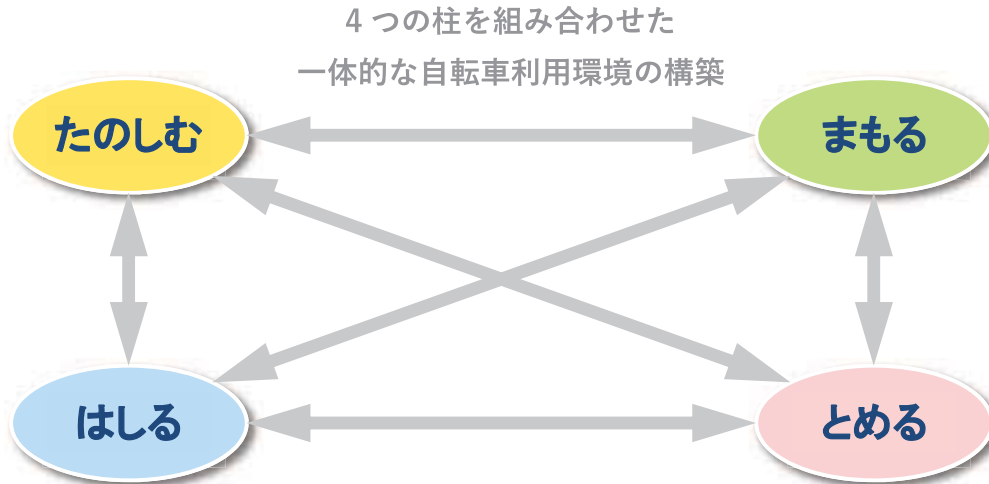 4つの柱を組み合わせた
一体的な自転車利用環境の構築
たのしむ
まもる
はしる
とめる